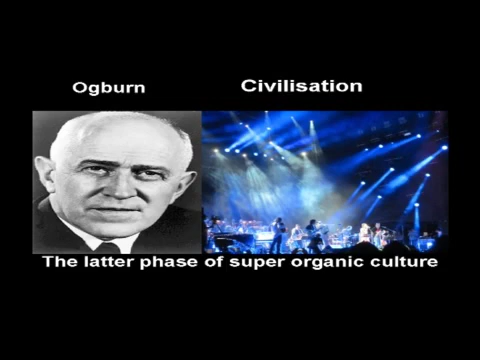 Ogburn
Civilisation
The latter phase of super organic culture